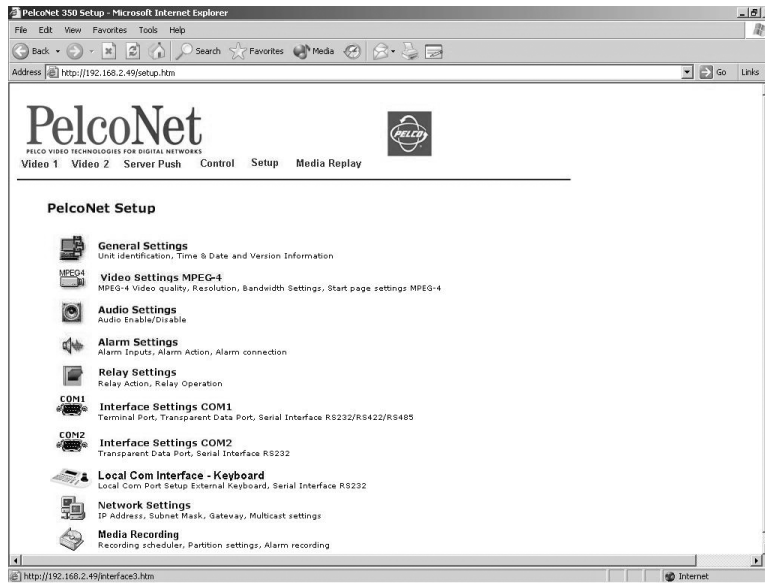 PelcoNet 350 Setup - Microsoft Internet Explorer
File Edit View Favorites Tools Help
Back Search Favorites Media
Address http://192.168.2.49/setup.htm Go Links
PelcoNet
PELCO
PELCO VIDEO TECHNOLOGIES FOR DIGITAL NETWORKS
Video 1 Video 2 Server Push Control Setup Media Replay
PelcoNet Setup
General Settings
Unit identification, Time & Date and Version Information
MPEG4
Video Settings MPEG-4
MPEG-4 Video quality, Resolution, Bandwidth Settings, Start page settings MPEG-4
Audio Settings
Audio Enable/Disable
Alarm Settings
Alarm Inputs, Alarm Action, Alarm connection
Relay Settings
Relay Action, Relay Operation
COM1
Interface Settings COM1
Terminal Port, Transparent Data Port, Serial Interface RS232/RS422/RS485
COM2
Interface Settings COM2
Transparent Data Port, Serial Interface RS232
Local Com Interface - Keyboard
Local Com Port Setup External Keyboard, Serial Interface RS232
Network Settings
IP Address, Subnet Mask, Gateway, Multicast settings
Media Recording
Recording scheduler, Partition settings, Alarm recording
http://192.168.2.49/interface3.htm Internet